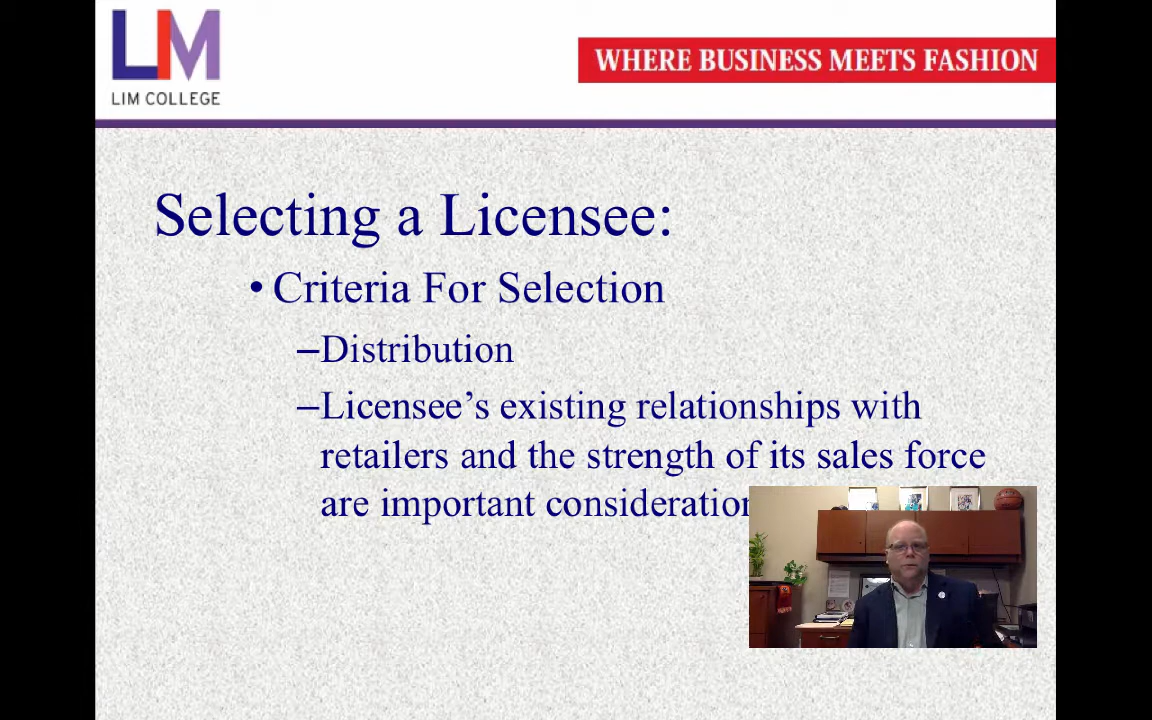 LIM
LIM COLLEGE
WHERE BUSINESS MEETS FASHION
Selecting a Licensee:
• Criteria For Selection
–Distribution
–Licensee’s existing relationships with
retailers and the strength of its sales force
are important